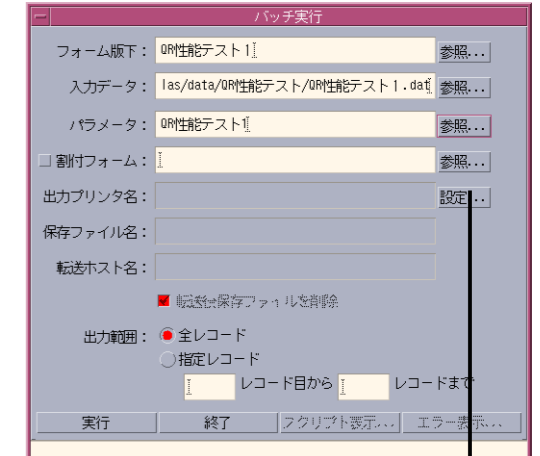 バッチ実行
フォーム版下： QR性能テスト1 参照...
入力データ： las/data/QR性能テスト/QR性能テスト1.dat 参照...
パラメータ： QR性能テスト1 参照...
割付フォーム： 参照...
出力プリンタ名： 設定...
保存ファイル名：
転送ホスト名：
転送後保存ファイルを削除
出力範囲： 全レコード
指定レコード
レコード目から レコードまで
実行 終了 スクリプト表示... エラー表示...